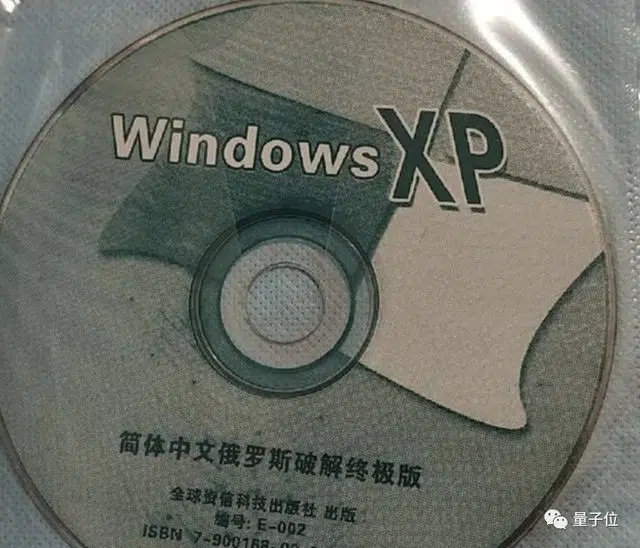 Windows XP
简体中文俄罗斯破解终极版
全球资信科技出版社 出版
编号: E-002
ISBN 7-900168-00
量子位